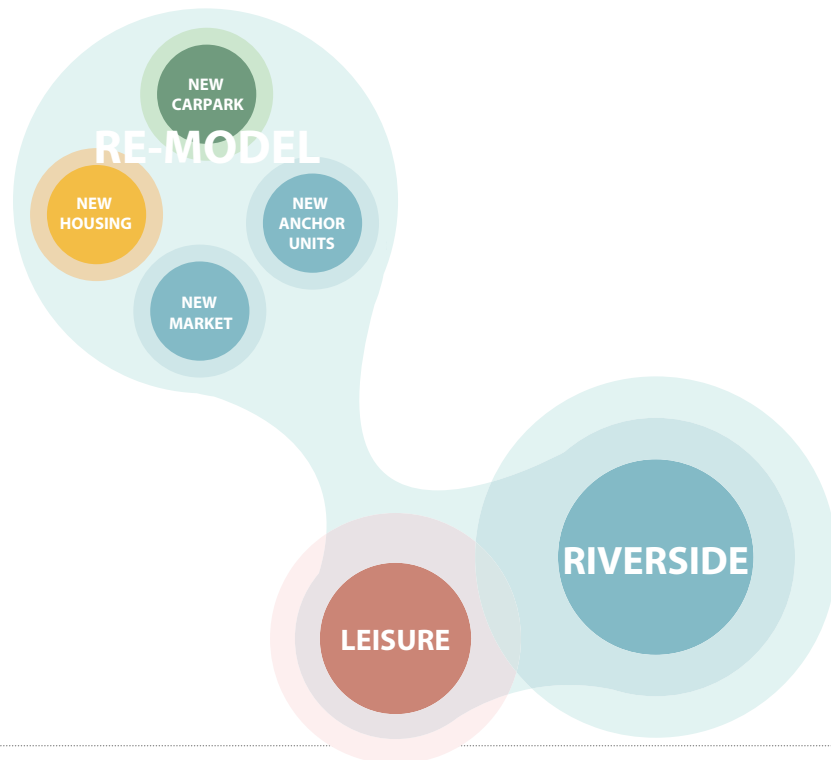 NEW
CARPARK
RE-MODEL
NEW
HOUSING
NEW
ANCHOR
UNITS
NEW
MARKET
RIVERSIDE
LEISURE